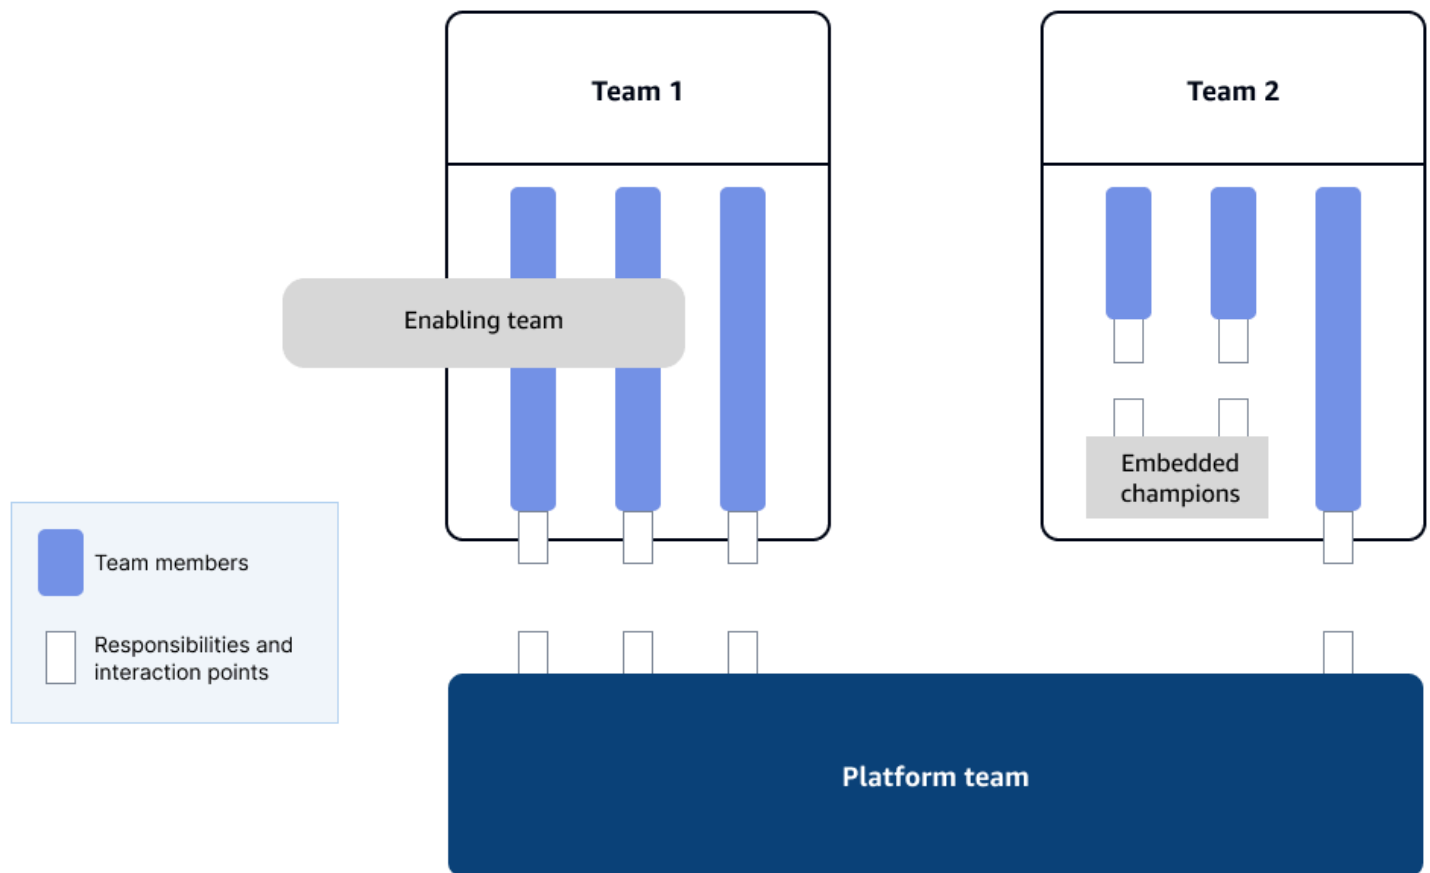 Team 1
Team 2
Enabling team
Embedded
champions
Team members
Responsibilities and
interaction points
Platform team